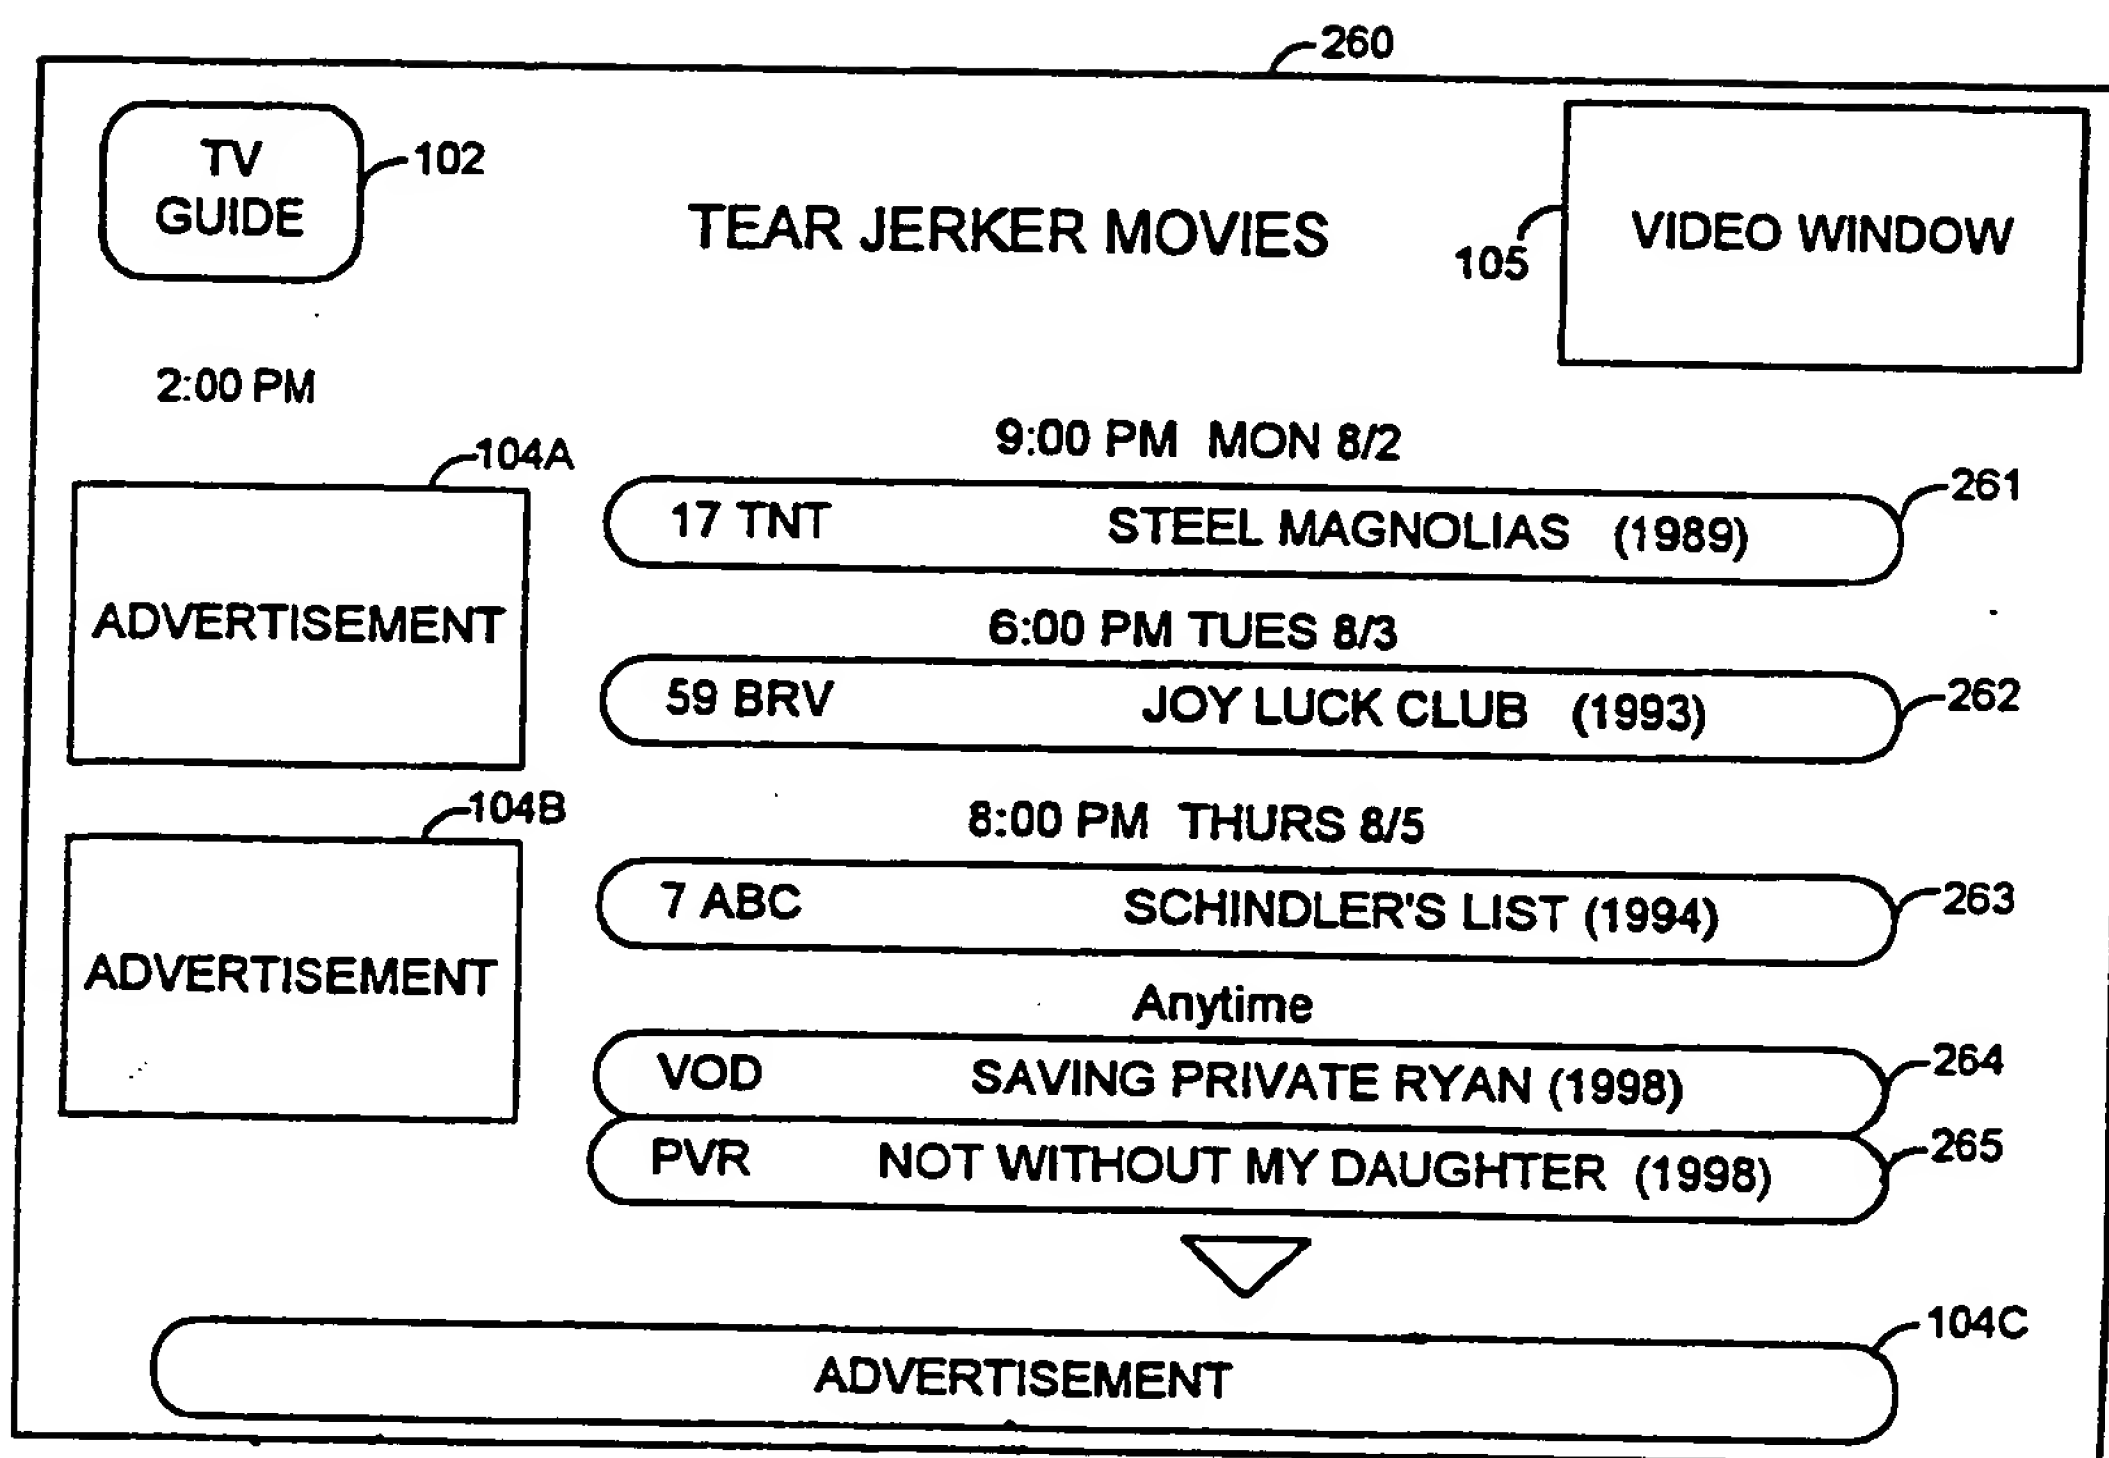 260
TV
GUIDE
102
TEAR JERKER MOVIES
105
VIDEO WINDOW
2:00 PM
104A
ADVERTISEMENT
104B
ADVERTISEMENT
9:00 PM MON 8/2
17 TNT STEEL MAGNOLIAS (1989)
261
6:00 PM TUES 8/3
59 BRV JOY LUCK CLUB (1993)
262
8:00 PM THURS 8/5
7 ABC SCHINDLER'S LIST (1994)
263
Anytime
VOD SAVING PRIVATE RYAN (1998)
264
PVR NOT WITHOUT MY DAUGHTER (1998)
265
104C
ADVERTISEMENT